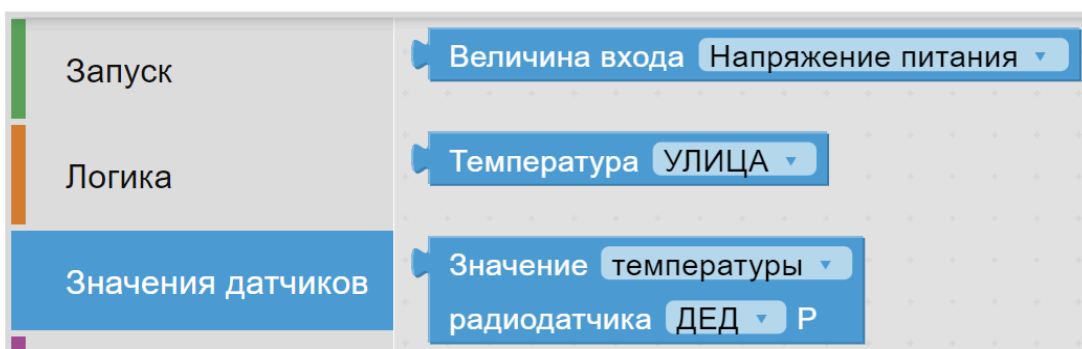 Запуск
Логика
Значения датчиков
Величина входа Напряжение питания
Температура УЛИЦА
Значение температуры
радиодатчика ДЕД Р